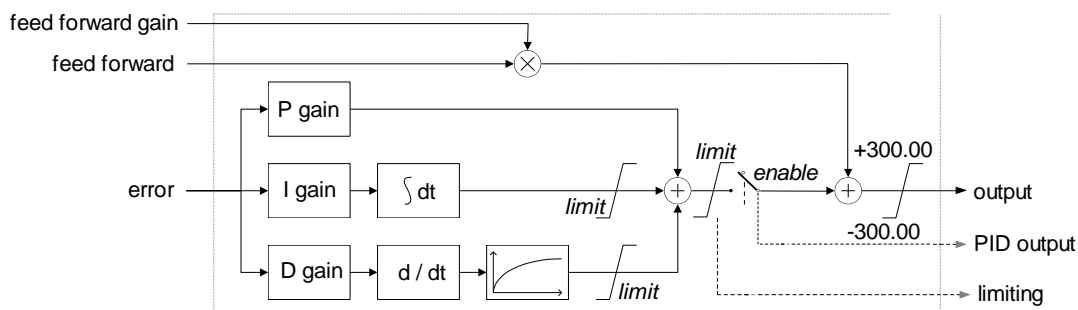 feed forward gain
feed forward
P gain
limit
+300.00
enable
error
I gain
∫dt
limit
output
-300.00
PID output
D gain
d / dt
limit
limiting